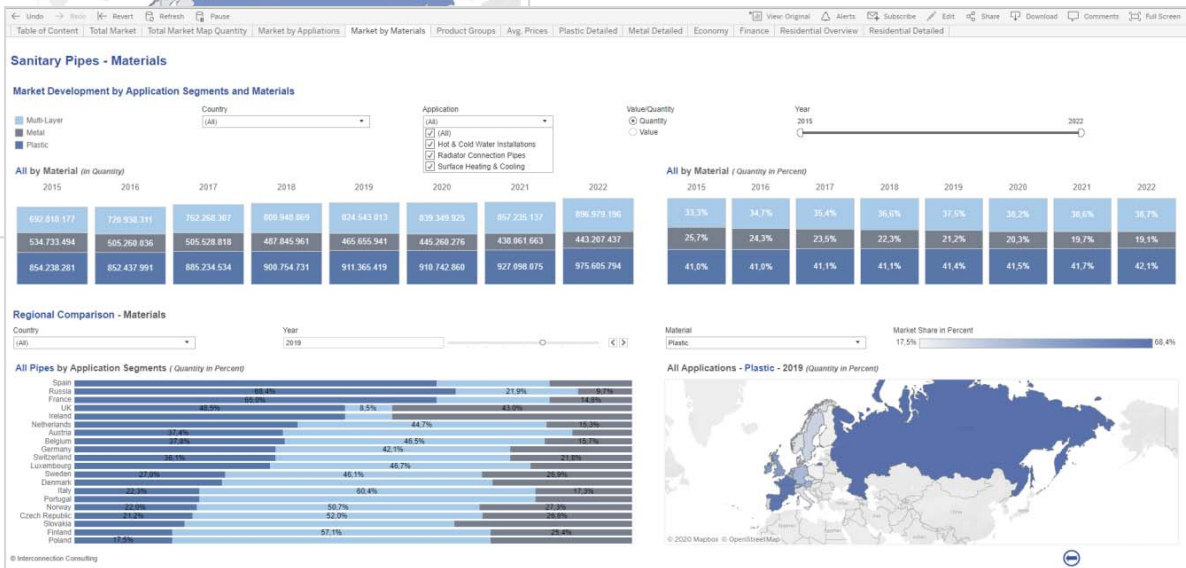 Undo Redo Revert Refresh Pause View: Original Alerts Subscribe Edit Share Download Comments Full Screen
Table of Content Total Market Total Market Map Quantity Market by Appliations Market by Materials Product Groups Avg. Prices Plastic Detailed Metal Detailed Economy Finance Residential Overview Residential Detailed
Sanitary Pipes - Materials
Market Development by Application Segments and Materials
Country Application Value/Quantity Year
Multi-Layer (All) (All) Quantity 2015 2022
Metal (All) Value
Plastic Hot & Cold Water Installations
Radiator Connection Pipes
Surface Heating & Cooling
All by Material (in Quantity) All by Material ( Quantity in Percent)
2015 2016 2017 2018 2019 2020 2021 2022 2015 2016 2017 2018 2019 2020 2021 2022
692.810.177 728.938.311 762.268.307 800.948.869 824.543.013 839.349.925 857.235.137 896.979.196 33,3% 34,7% 35,4% 36,6% 37,5% 38,2% 38,6% 38,7%
534.733.494 505.260.036 505.528.818 487.845.961 465.655.941 445.260.276 438.061.663 443.207.437 25,7% 24,3% 23,5% 22,3% 21,2% 20,3% 19,7% 19,1%
854.238.281 852.437.991 885.234.534 900.754.731 911.365.419 910.742.860 927.098.075 975.605.794 41,0% 41,0% 41,1% 41,1% 41,4% 41,5% 41,7% 42,1%
Regional Comparison - Materials
Country Year Material Market Share in Percent
(All) 2019 Plastic 17,5% 68,4%
All Pipes by Application Segments ( Quantity in Percent) All Applications - Plastic - 2019 (Quantity in Percent)
Spain
Russia 68,4% 21,9% 9,7%
France 65,0% 14,8%
UK 48,5% 8,5% 43,0%
Ireland
Netherlands 44,7% 15,3%
Austria 37,4%
Belgium 37,8% 46,5% 15,7%
Germany 42,1%
Switzerland 36,1% 21,8%
Luxembourg 46,7%
Sweden 27,0% 46,1% 26,9%
Denmark
Italy 22,3% 60,4% 17,3%
Portugal
Norway 22,0% 50,7% 27,3%
Czech Republic 21,2% 52,0% 26,8%
Slovakia
Finland 57,1% 25,4%
Poland 17,5%
© 2020 Mapbox © OpenStreetMap
© Interconnection Consulting